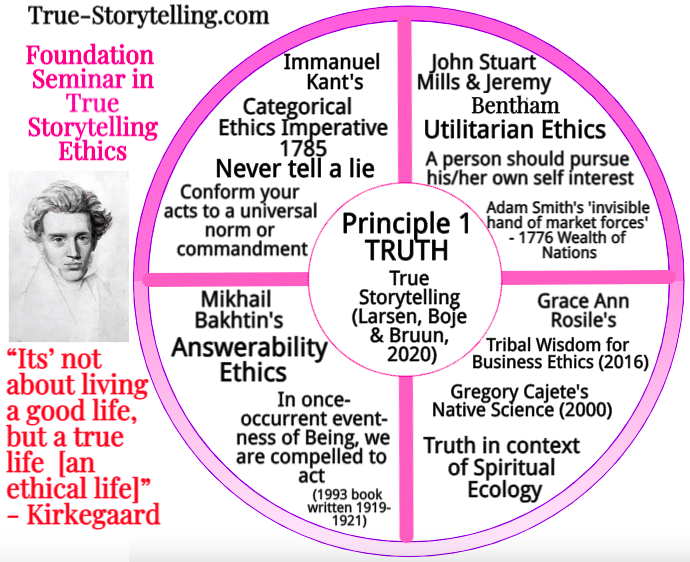 True-Storytelling.com
Foundation
Seminar in
True
Storytelling
Ethics
“Its’ not
about living
a good life,
but a true
life [an
ethical life]”
– Kirkegaard
Immanuel
Kant's
Categorical
Ethics Imperative
1785
Never tell a lie
Conform your
acts to a universal
norm or
commandment
John Stuart
Mills & Jeremy
Bentham
Utilitarian Ethics
A person should pursue
his/her own self interest
Adam Smith's 'invisible
hand of market forces'
- 1776 Wealth of
Nations
Principle 1
TRUTH
True
Storytelling
(Larsen, Boje
& Bruun,
2020)
Mikhail
Bakhtin's
Answerability
Ethics
In once-
occurrent event-
ness of Being, we
are compelled to
act
(1993 book
written 1919-
1921)
Grace Ann
Rosile's
Tribal Wisdom for
Business Ethics (2016)
Gregory Cajete's
Native Science (2000)
Truth in context
of Spiritual
Ecology